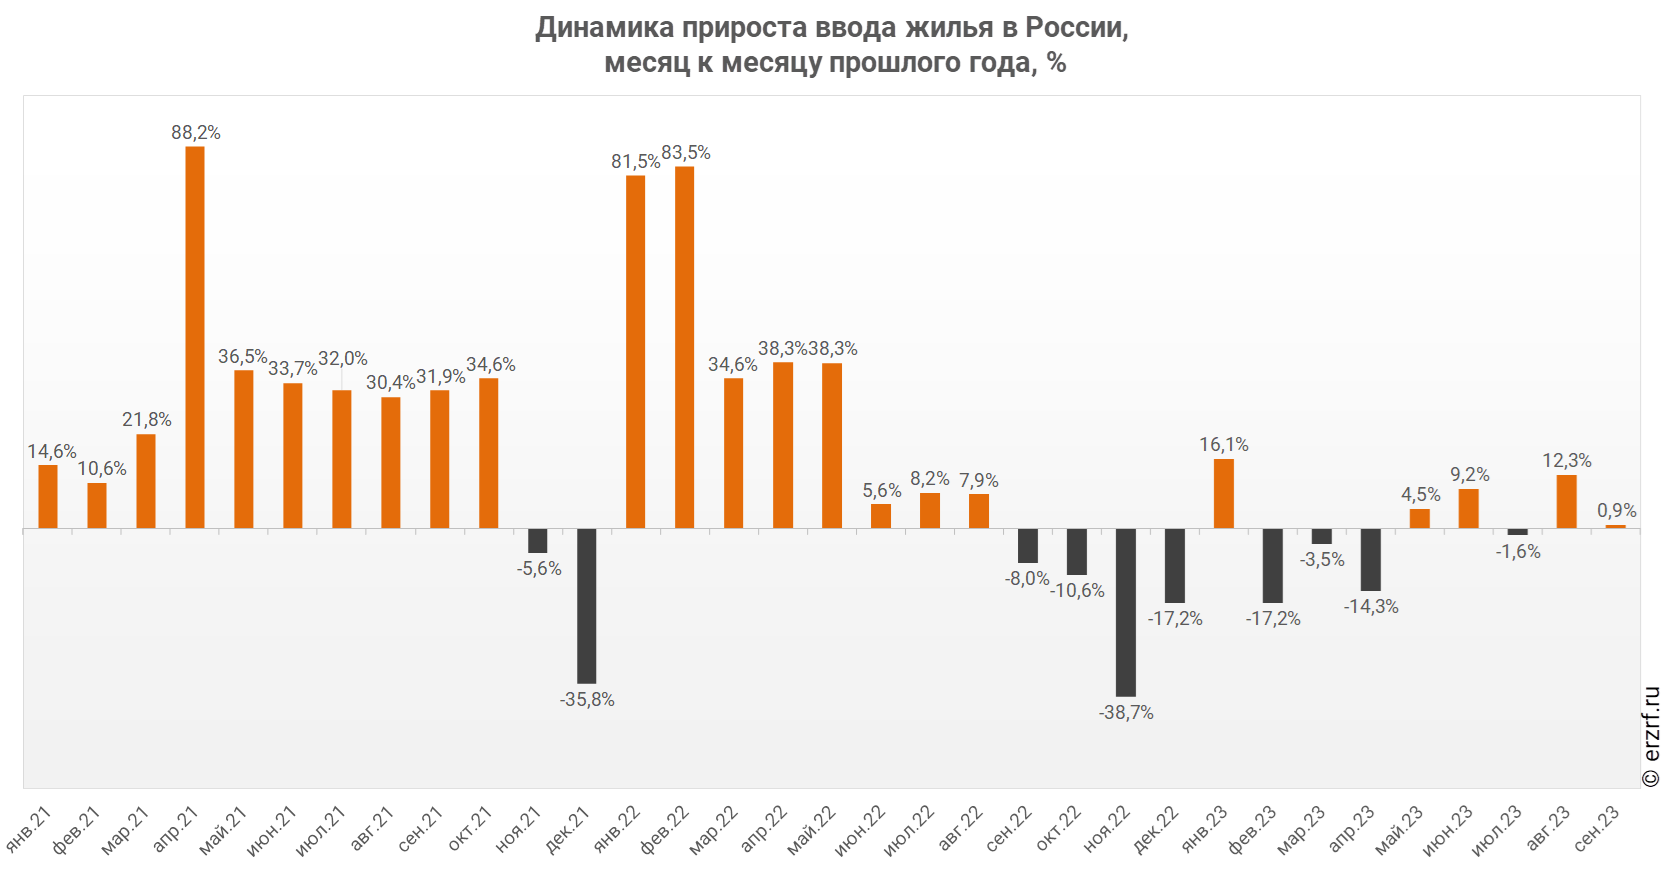 Динамика прироста ввода жилья в России,
месяц к месяцу прошлого года, %
88,2%
81,5%
83,5%
36,5%
33,7%
32,0%
30,4%
31,9%
34,6%
34,6%
38,3%
38,3%
14,6%
10,6%
21,8%
5,6%
8,2%
7,9%
16,1%
4,5%
9,2%
12,3%
0,9%
-5,6%
-35,8%
-8,0%
-10,6%
-38,7%
-17,2%
-17,2%
-3,5%
-14,3%
-1,6%
© erzrf.ru
янв.21
фев.21
мар.21
апр.21
май.21
июн.21
июл.21
авг.21
сен.21
окт.21
ноя.21
дек.21
янв.22
фев.22
мар.22
апр.22
май.22
июн.22
июл.22
авг.22
сен.22
окт.22
ноя.22
дек.22
янв.23
фев.23
мар.23
апр.23
май.23
июн.23
июл.23
авг.23
сен.23